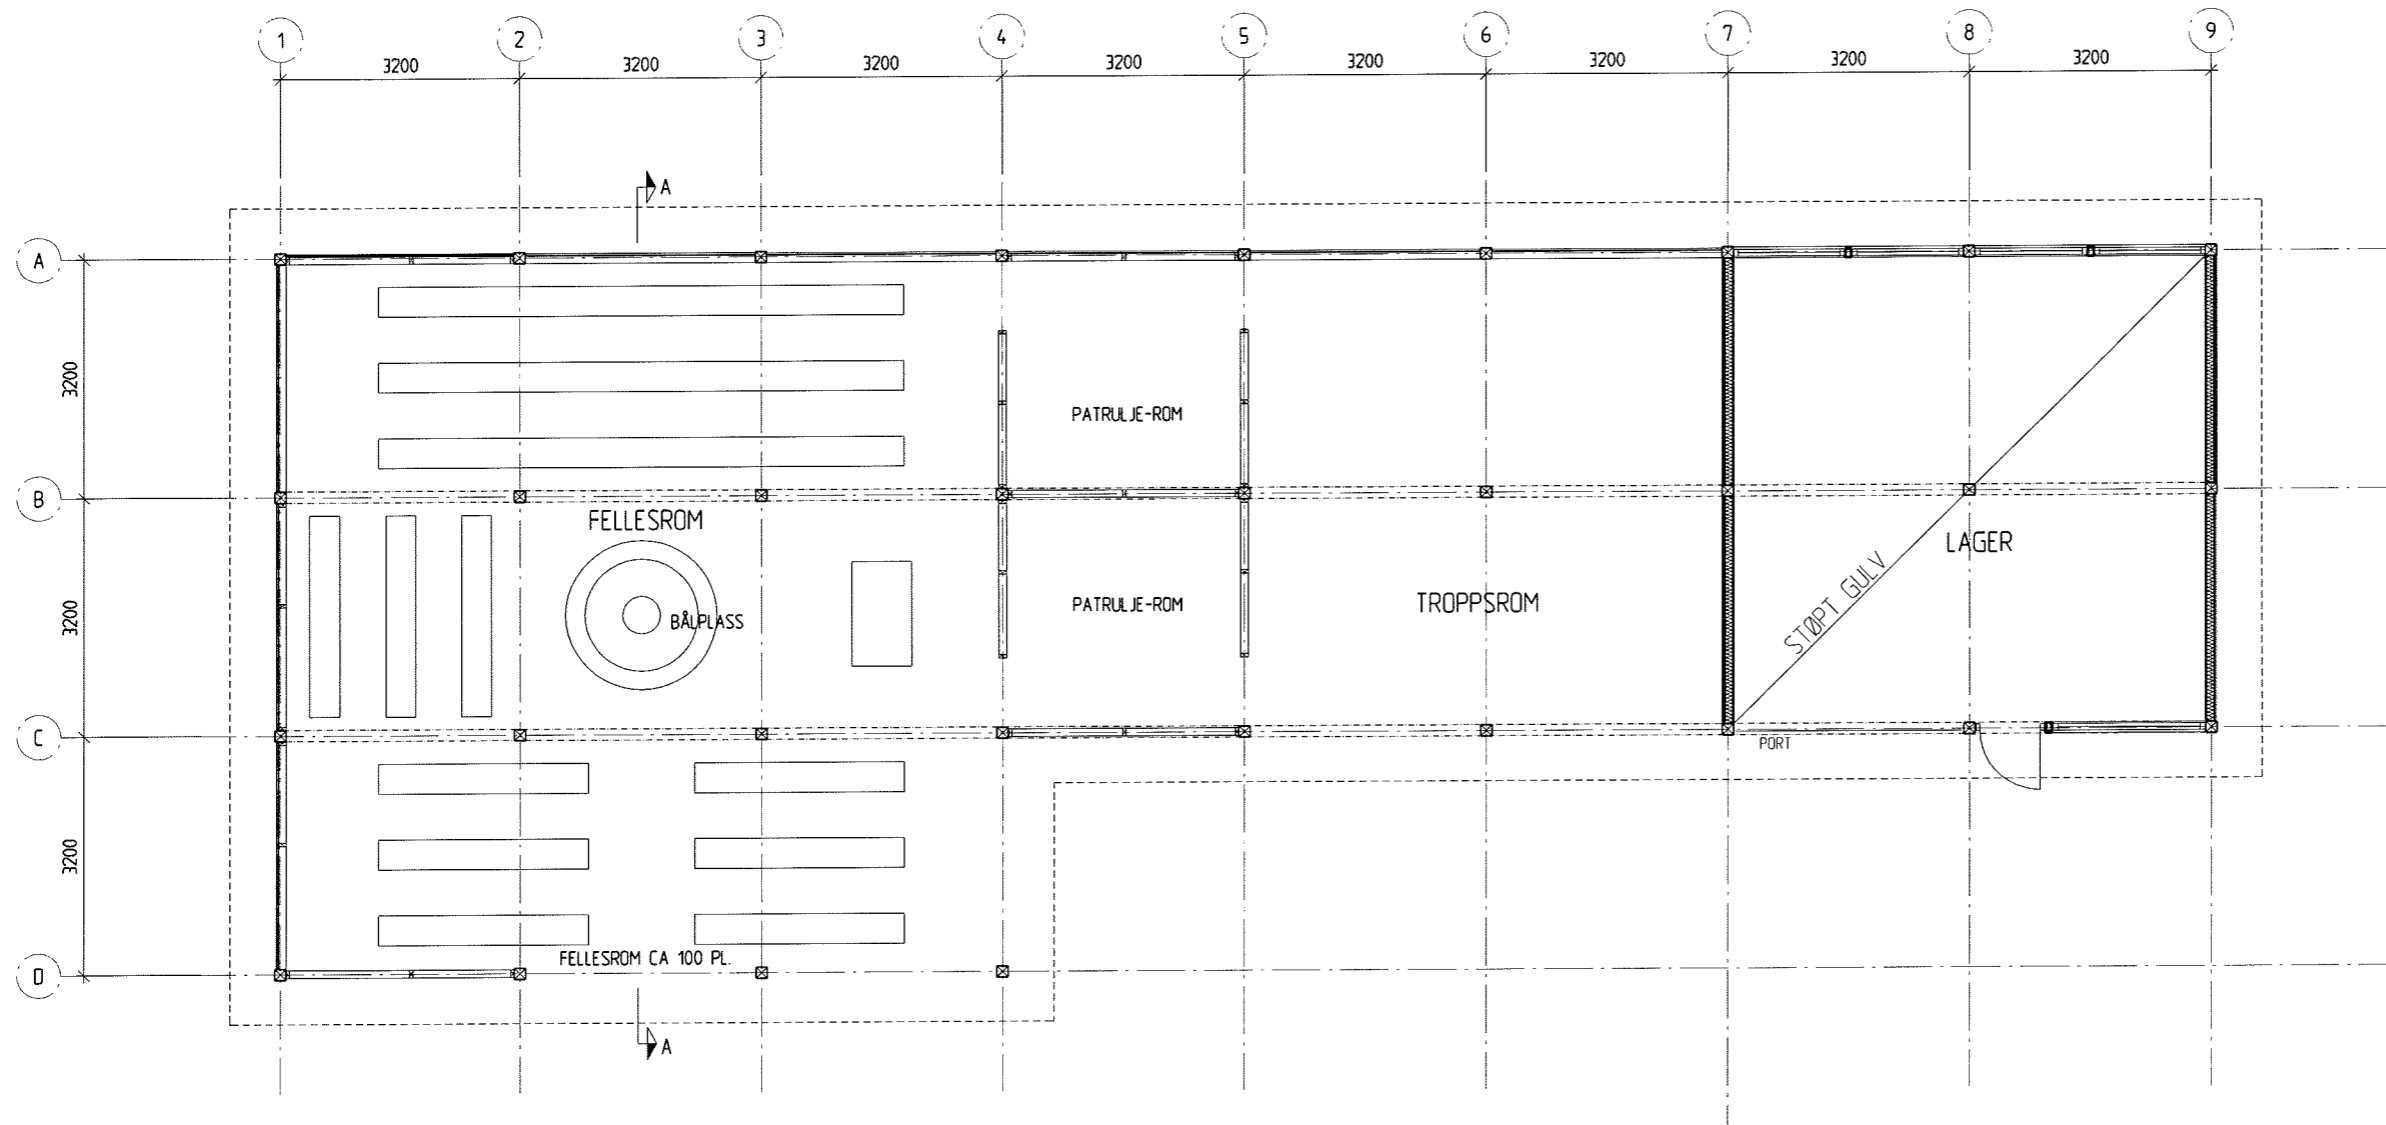 1 2 3 4 5 6 7 8 9
3200 3200 3200 3200 3200 3200 3200 3200
A
A
3200
PATRULJE-ROM
B
FELLESROM
LAGER
3200
BÅLPLASS
PATRULJE-ROM
TROPPSROM
STØPT GULV
C
PORT
3200
FELLESROM CA 100 PL.
D
A